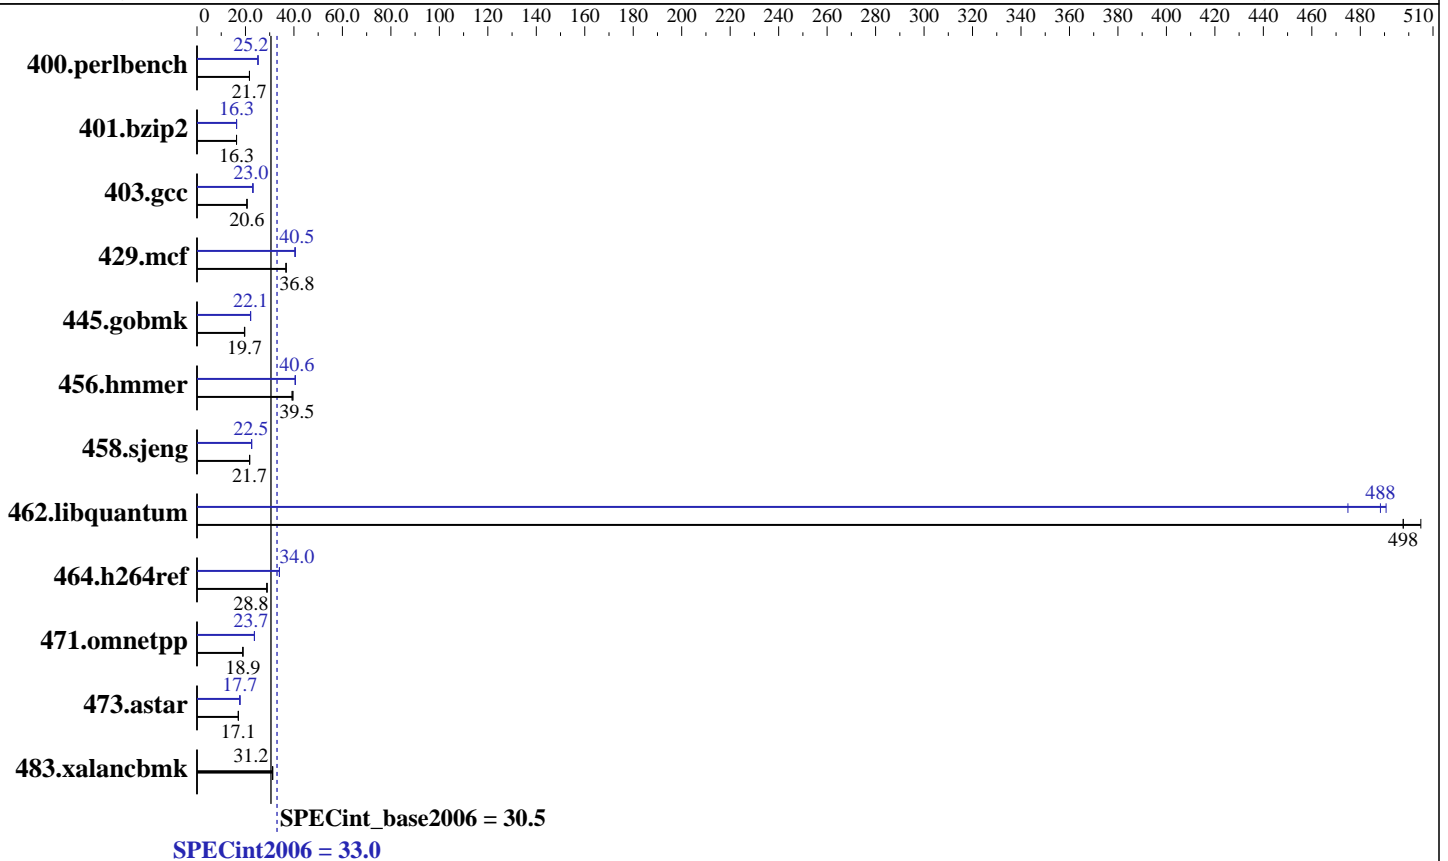 0 20.0 40.0 60.0 80.0 100 120 140 160 180 200 220 240 260 280 300 320 340 360 380 400 420 440 460 480 510
25.2
400.perlbench
21.7
16.3
401.bzip2
16.3
23.0
403.gcc
20.6
40.5
429.mcf
36.8
22.1
445.gobmk
19.7
40.6
456.hmmer
39.5
22.5
458.sjeng
21.7
488
462.libquantum
498
34.0
464.h264ref
28.8
23.7
471.omnetpp
18.9
17.7
473.astar
17.1
31.2
483.xalancbmk
SPECint_base2006 = 30.5
SPECint2006 = 33.0